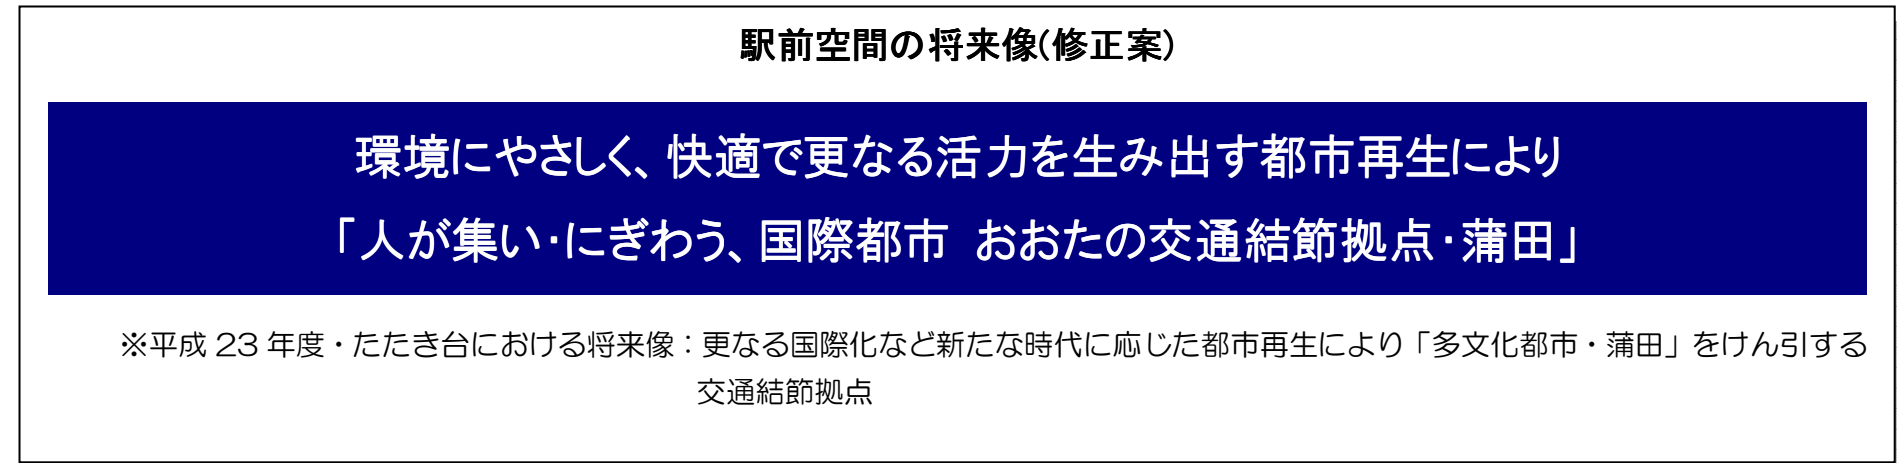 駅前空間の将来像(修正案)
環境にやさしく、快適で更なる活力を生み出す都市再生により
「人が集い・にぎわう、国際都市 おおたの交通結節拠点・蒲田」
※平成 23 年度・たたき台における将来像：更なる国際化など新たな時代に応じた都市再生により「多文化都市・蒲田」をけん引する
交通結節拠点